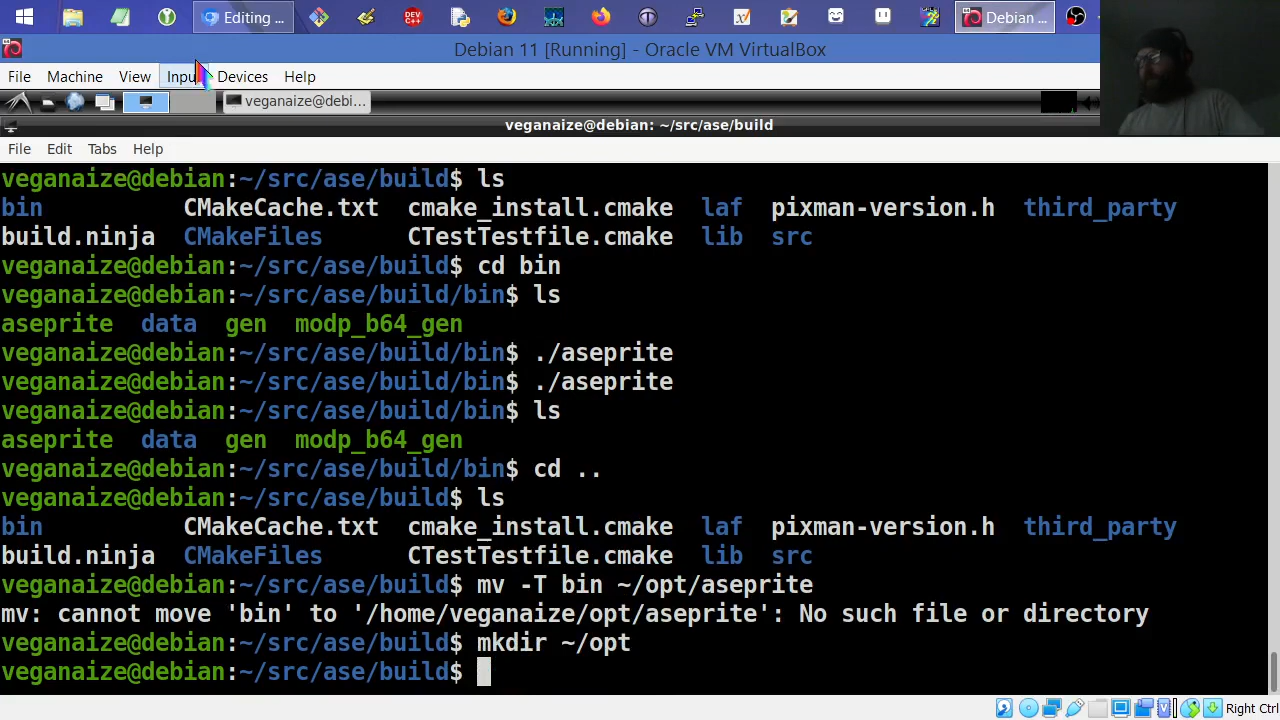 Editing ...
Debian ...
Debian 11 [Running] - Oracle VM VirtualBox
File Machine View Input Devices Help
veganaize@debi...
veganaize@debian: ~/src/ase/build
File Edit Tabs Help
veganaize@debian:~/src/ase/build$ ls
bin CMakeCache.txt cmake_install.cmake laf pixman-version.h third_party
build.ninja CMakeFiles CTestTestfile.cmake lib src
veganaize@debian:~/src/ase/build$ cd bin
veganaize@debian:~/src/ase/build/bin$ ls
aseprite data gen modp_b64_gen
veganaize@debian:~/src/ase/build/bin$ ./aseprite
veganaize@debian:~/src/ase/build/bin$ ./aseprite
veganaize@debian:~/src/ase/build/bin$ ls
aseprite data gen modp_b64_gen
veganaize@debian:~/src/ase/build/bin$ cd ..
veganaize@debian:~/src/ase/build$ ls
bin CMakeCache.txt cmake_install.cmake laf pixman-version.h third_party
build.ninja CMakeFiles CTestTestfile.cmake lib src
veganaize@debian:~/src/ase/build$ mv -T bin ~/opt/aseprite
mv: cannot move 'bin' to '/home/veganaize/opt/aseprite': No such file or directory
veganaize@debian:~/src/ase/build$ mkdir ~/opt
veganaize@debian:~/src/ase/build$
Right Ctrl